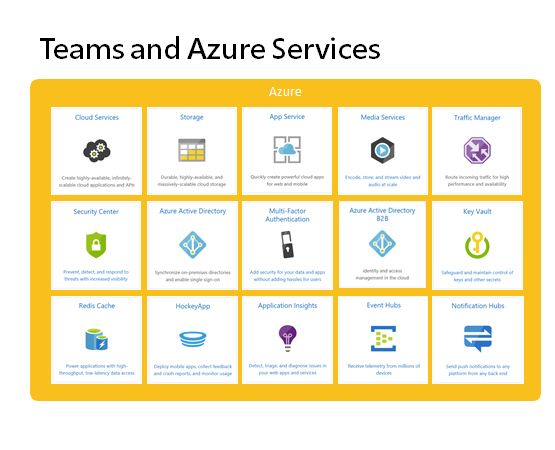 Teams and Azure Services
Azure
Cloud Services
Create highly-available, infinitely-
scalable cloud applications and APIs
Storage
Durable, highly-available, and
massively-scalable cloud storage
App Service
Quickly create powerful cloud apps
for web and mobile
Media Services
Encode, store, and stream video and
audio at scale
Traffic Manager
Route incoming traffic for high
performance and availability
Security Center
Prevent, detect, and respond to
threats with increased visibility
Azure Active Directory
Synchronize on-premises directories
and enable single sign-on
Multi-Factor
Authentication
Add security for your data and apps
without adding hassles for users
Azure Active Directory
B2B
Identity and access
management in the cloud
Key Vault
Safeguard and maintain control of
keys and other secrets
Redis Cache
Power applications with high-
throughput, low-latency data access
HockeyApp
Deploy mobile apps, collect feedback
and crash reports, and monitor usage
Application Insights
Detect, triage, and diagnose issues in
your web apps and services
Event Hubs
Receive telemetry from millions of
devices
Notification Hubs
Send push notifications to any
platform from any back end